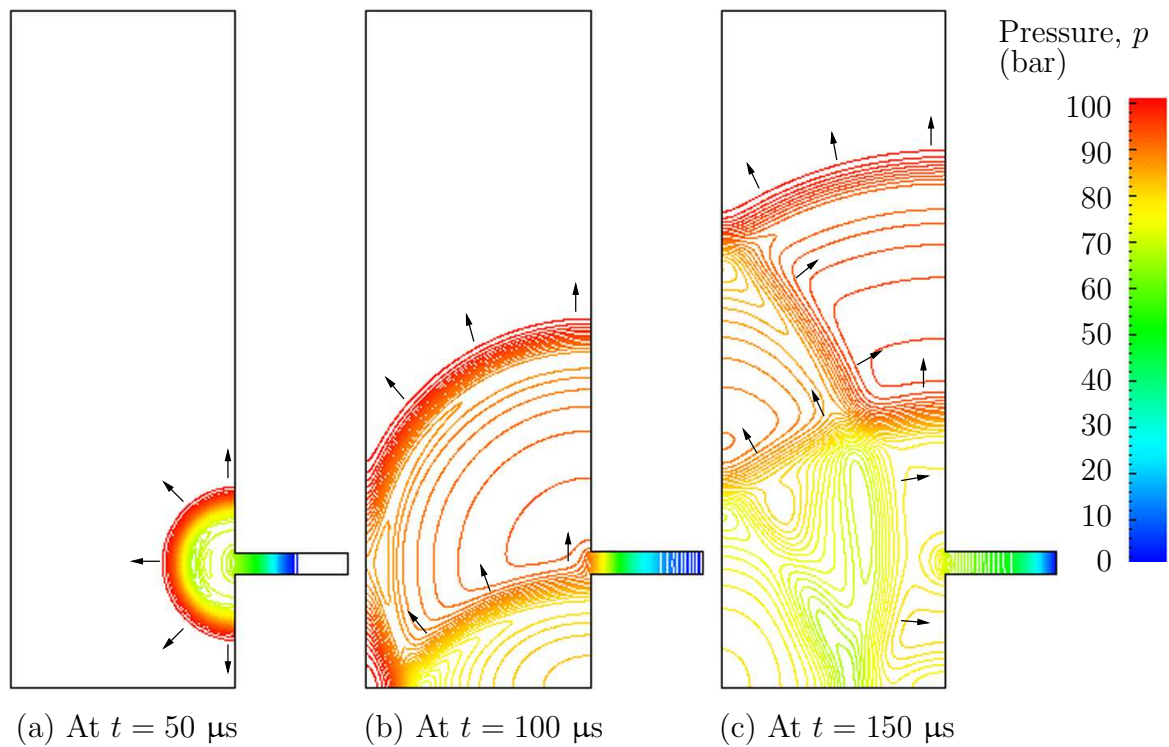 Pressure, p
(bar)
100
90
80
70
60
50
40
30
20
10
0
(a) At t = 50 μs
(b) At t = 100 μs
(c) At t = 150 μs